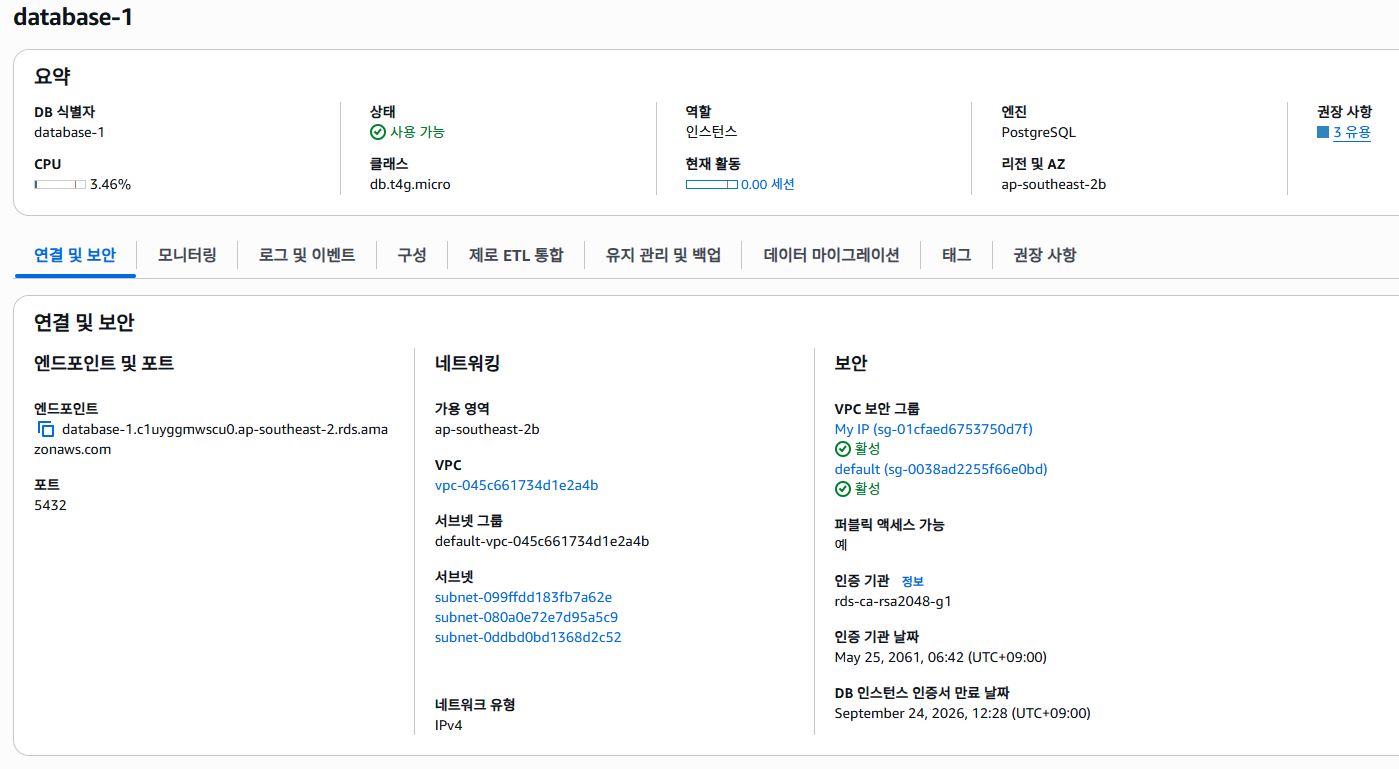 database-1
요약
DB 식별자
database-1
CPU
3.46%
상태
사용 가능
클래스
db.t4g.micro
역할
인스턴스
현재 활동
0.00 세션
엔진
PostgreSQL
리전 및 AZ
ap-southeast-2b
권장 사항
3 유용
연결 및 보안
모니터링
로그 및 이벤트
구성
제로 ETL 통합
유지 관리 및 백업
데이터 마이그레이션
태그
권장 사항
연결 및 보안
엔드포인트 및 포트
엔드포인트
database-1.c1uyggmwscu0.ap-southeast-2.rds.ama
zonaws.com
포트
5432
네트워킹
가용 영역
ap-southeast-2b
VPC
vpc-045c661734d1e2a4b
서브넷 그룹
default-vpc-045c661734d1e2a4b
서브넷
subnet-099ffdd183fb7a62e
subnet-080a0e72e7d95a5c9
subnet-0ddbd0bd1368d2c52
네트워크 유형
IPv4
보안
VPC 보안 그룹
My IP (sg-01cfaed6753750d7f)
활성
default (sg-0038ad2255f66e0bd)
활성
퍼블릭 액세스 가능
예
인증 기관 정보
rds-ca-rsa2048-g1
인증 기관 날짜
May 25, 2061, 06:42 (UTC+09:00)
DB 인스턴스 인증서 만료 날짜
September 24, 2026, 12:28 (UTC+09:00)